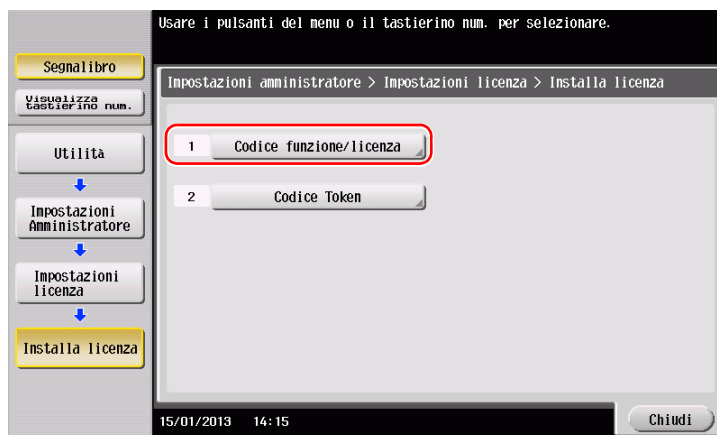 Usare i pulsanti del menu o il tastierino num. per selezionare.
Segnalibro
Visualizza
tastierino num.
Impostazioni amministratore > Impostazioni licenza > Installa licenza
1 Codice funzione/licenza
2 Codice Token
Utilità
Impostazioni
Amministratore
Impostazioni
licenza
Installa licenza
15/01/2013 14:15
Chiudi